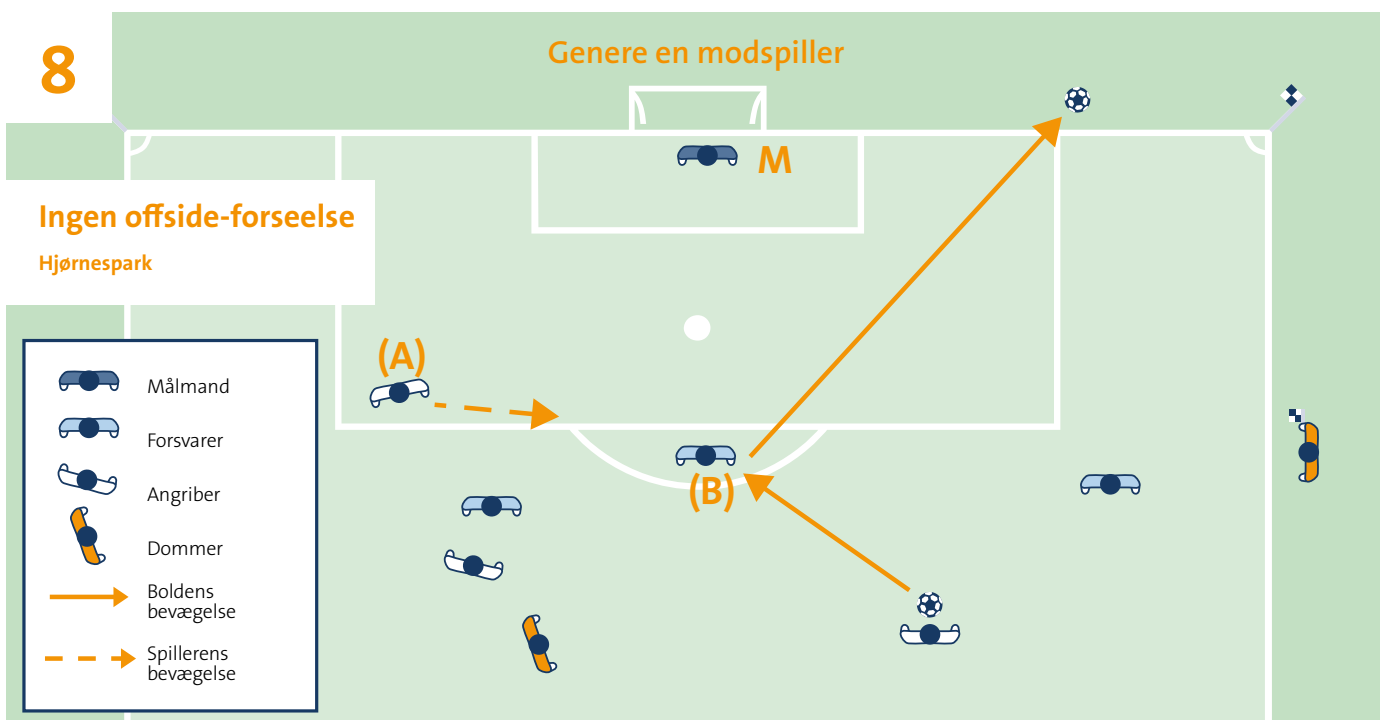 8
Genere en modspiller
M
Ingen offside-forseelse
Hjørnespark
(A)
(B)
Målmand
Forsvarer
Angriber
Dommer
Boldens
bevægelse
Spillerens
bevægelse